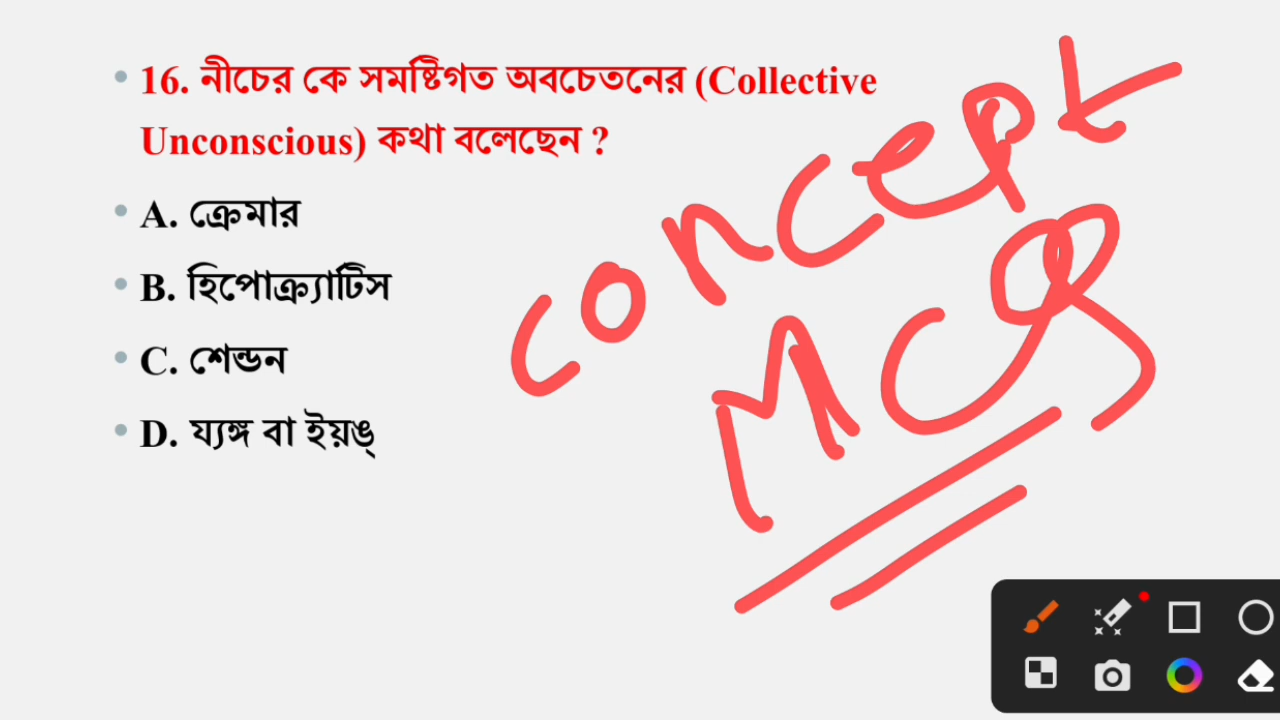 16. নীচের কে সমষ্টিগত অবচেতনের (Collective
Unconscious) কথা বলেছেন ?
A. ক্রেমার
B. হিপোক্র্যাটিস
C. শেল্ডন
D. য্যঙ্গ বা ইয়ঙ্
concept
MCQ